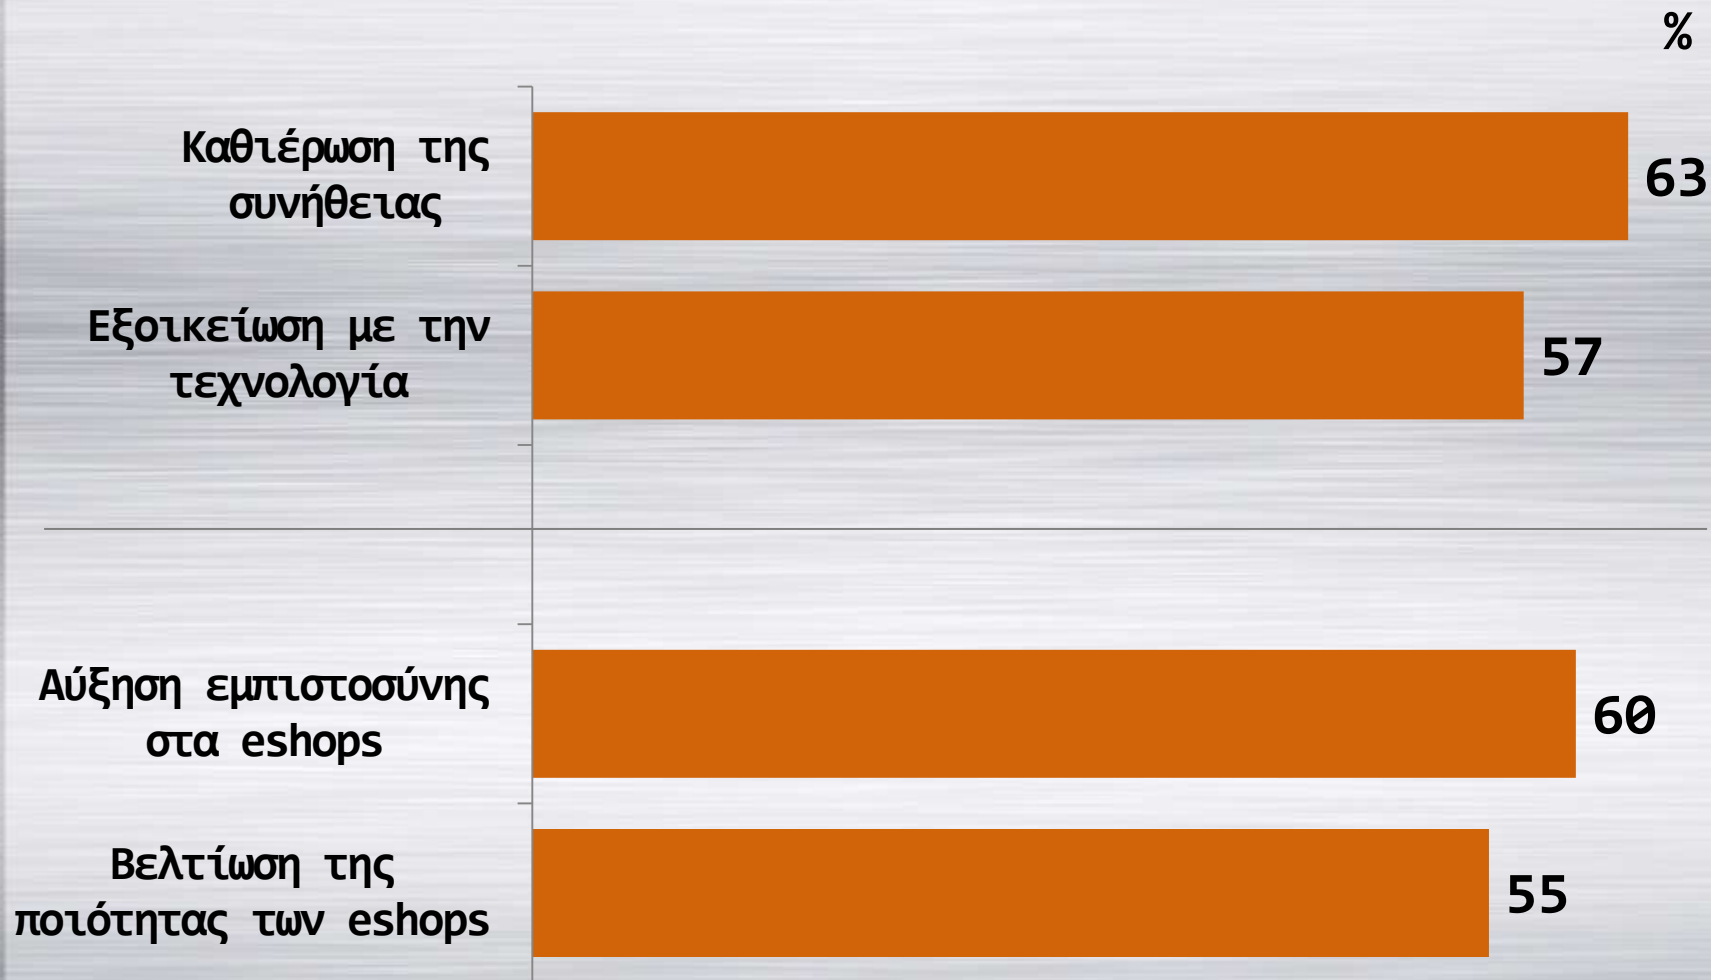 %
Καθιέρωση της
συνήθειας
63
Εξοικείωση με την
τεχνολογία
57
Αύξηση εμπιστοσύνης
στα eshops
60
Βελτίωση της
ποιότητας των eshops
55